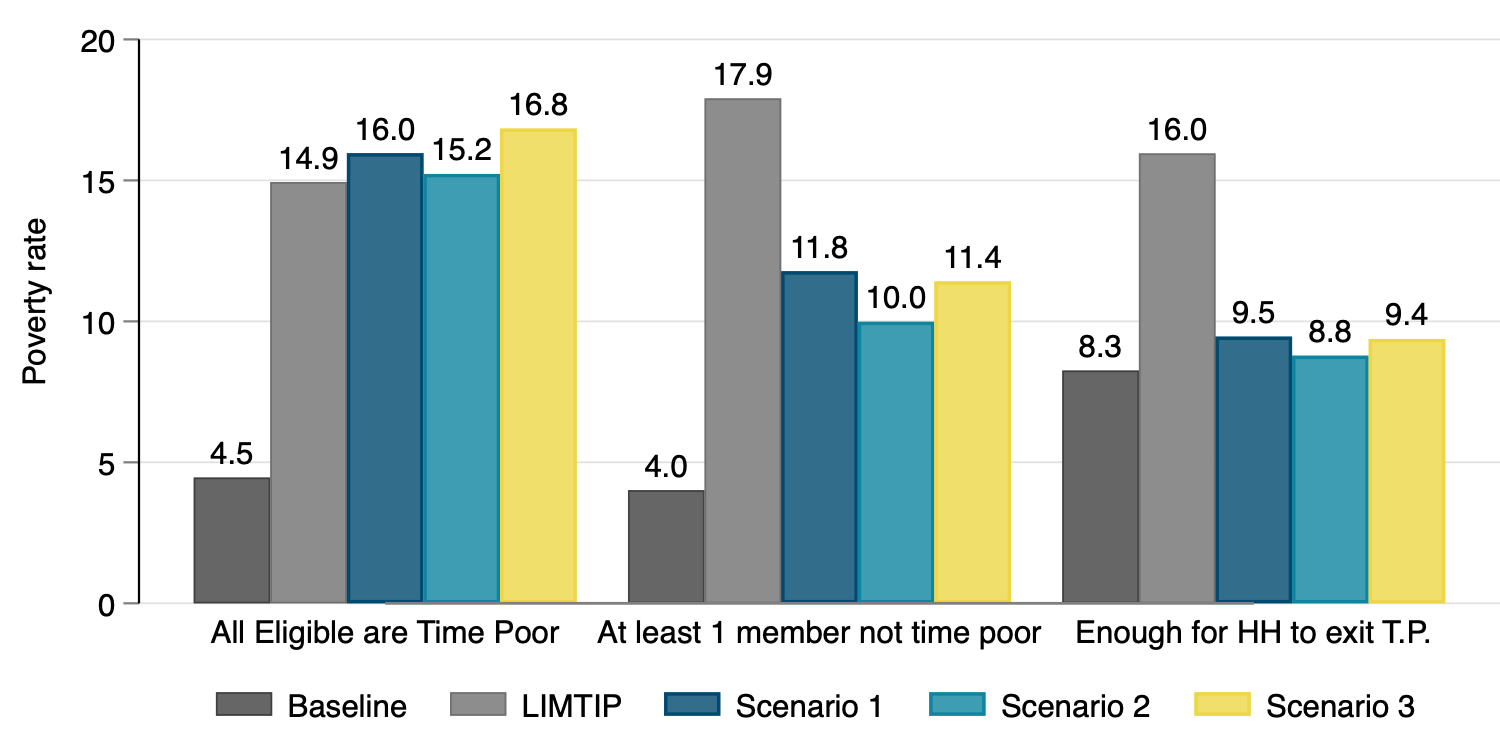 20
17.9
16.8
16.0
16.0
15.2
14.9
15
11.8
11.4
10.0
10
9.5
9.4
8.8
8.3
Poverty rate
5
4.5
4.0
0
All Eligible are Time Poor
At least 1 member not time poor
Enough for HH to exit T.P.
Baseline
LIMTIP
Scenario 1
Scenario 2
Scenario 3